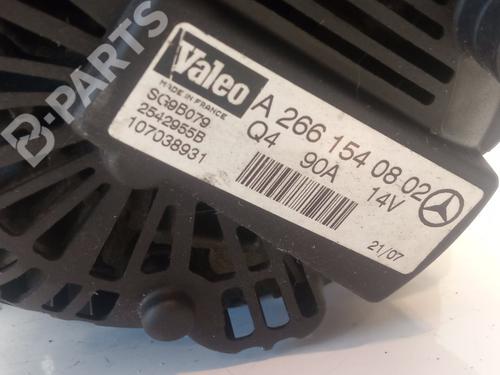 B-PARTS
Valeo
MADE IN FRANCE
SG9B079
2542955B
107038931
A 266 154 08 02
Q4 90A 14V
21/07